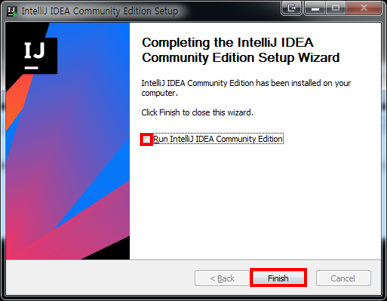 IntelliJ IDEA Community Edition Setup
IJ
Completing the IntelliJ IDEA
Community Edition Setup Wizard
IntelliJ IDEA Community Edition has been installed on your
computer.
Click Finish to close this wizard.
Run IntelliJ IDEA Community Edition
< Back
Finish
Cancel